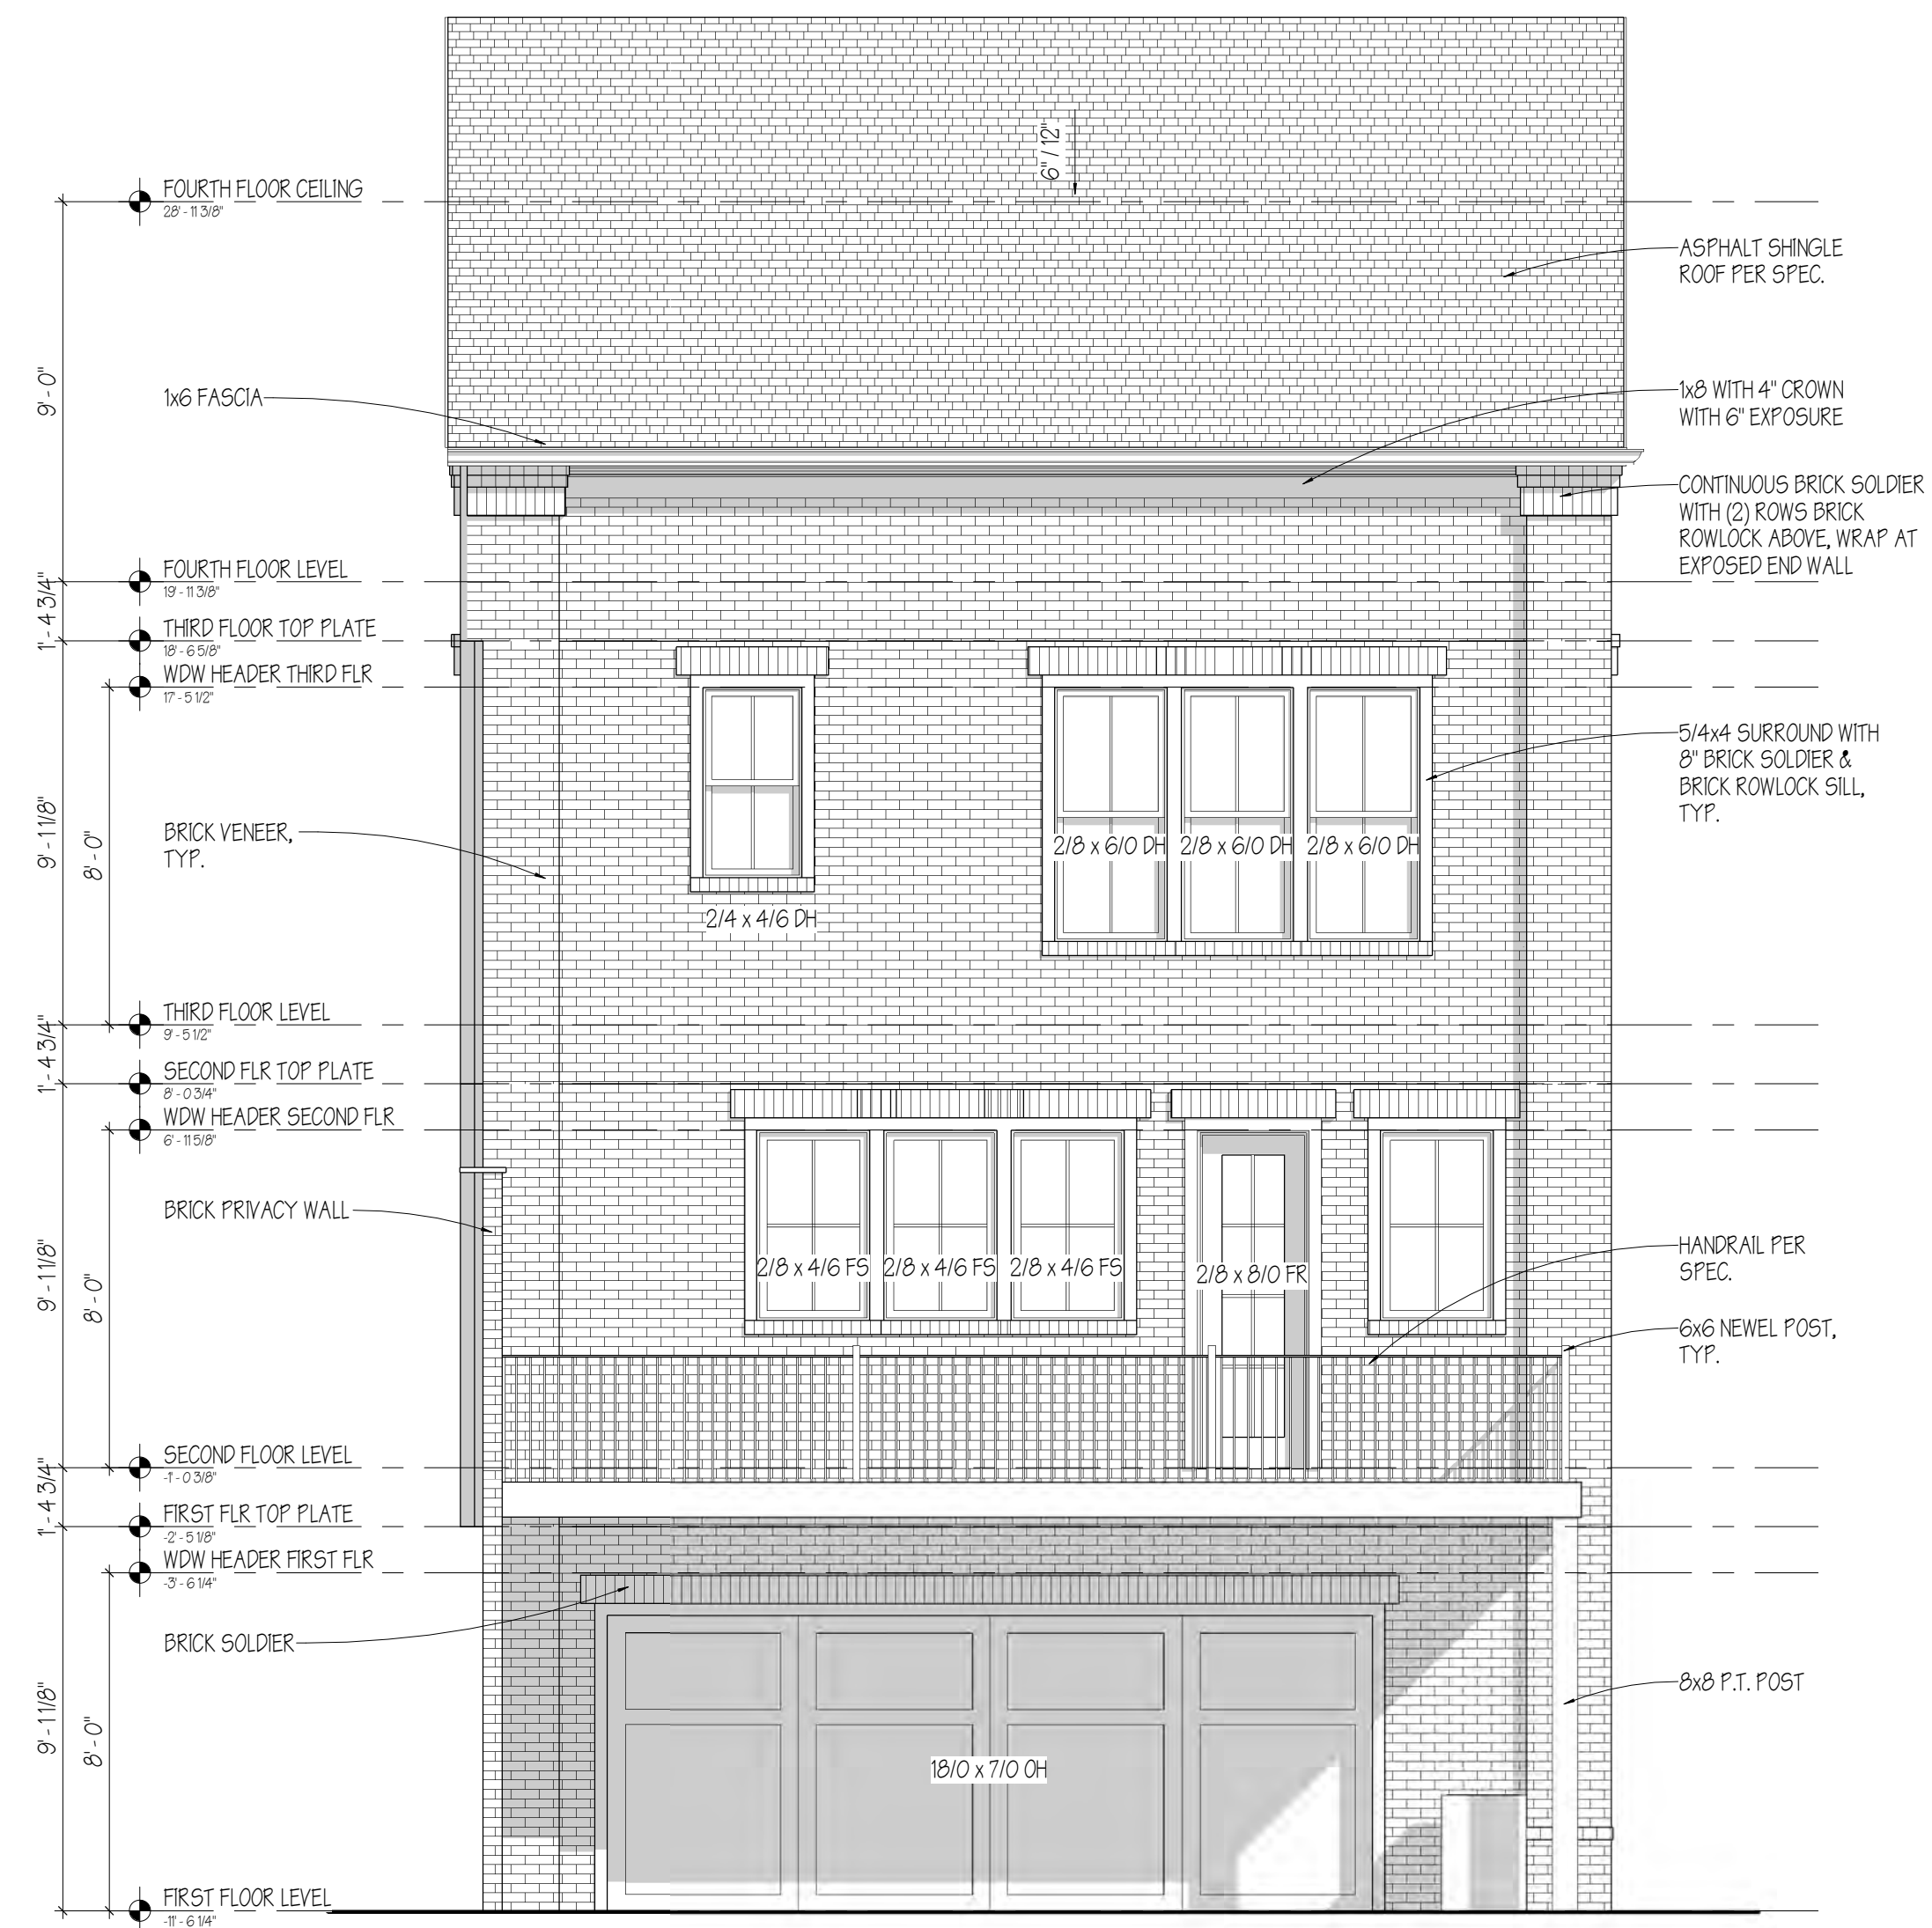 6" / 12"
FOURTH FLOOR CEILING
28' - 11 3/8"
ASPHALT SHINGLE
ROOF PER SPEC.
9' - 0"
1x6 FASCIA
1x8 WITH 4" CROWN
WITH 6" EXPOSURE
CONTINUOUS BRICK SOLDIER
WITH (2) ROWS BRICK
ROWLOCK ABOVE, WRAP AT
EXPOSED END WALL
FOURTH FLOOR LEVEL
19' - 11 3/8"
1' - 4 3/4"
THIRD FLOOR TOP PLATE
18' - 6 5/8"
WDW HEADER THIRD FLR
17' - 5 1/2"
5/4x4 SURROUND WITH
8" BRICK SOLDIER &
BRICK ROWLOCK SILL,
TYP.
9' - 1 1/8"
8' - 0"
BRICK VENEER,
TYP.
2/8 x 6/0 DH
2/8 x 6/0 DH
2/8 x 6/0 DH
2/4 x 4/6 DH
THIRD FLOOR LEVEL
9' - 5 1/2"
1' - 4 3/4"
SECOND FLR TOP PLATE
8' - 0 3/4"
WDW HEADER SECOND FLR
6' - 11 5/8"
BRICK PRIVACY WALL
9' - 1 1/8"
8' - 0"
2/8 x 4/6 FS
2/8 x 4/6 FS
2/8 x 4/6 FS
2/8 x 8/0 FR
HANDRAIL PER
SPEC.
6x6 NEWEL POST,
TYP.
SECOND FLOOR LEVEL
-1' - 0 3/8"
1' - 4 3/4"
FIRST FLR TOP PLATE
-2' - 5 1/8"
WDW HEADER FIRST FLR
-3' - 6 1/4"
BRICK SOLDIER
8x8 P.T. POST
9' - 1 1/8"
8' - 0"
18/0 x 7/0 OH
FIRST FLOOR LEVEL
-11' - 6 1/4"